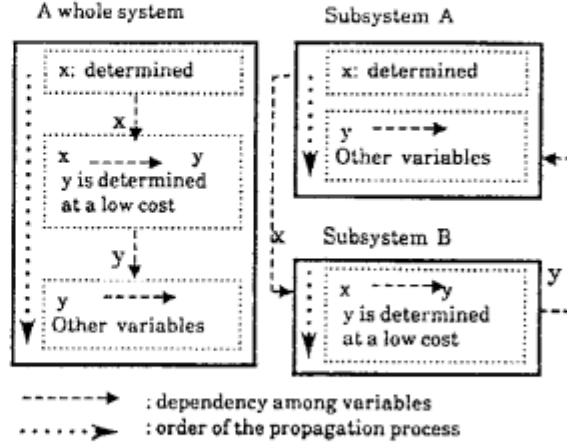 A whole system
x: determined
x
x y
y is determined
at a low cost
y
y
Other variables
Subsystem A
x: determined
y
Other variables
x
Subsystem B
x y
y is determined
at a low cost
y
: dependency among variables
: order of the propagation process